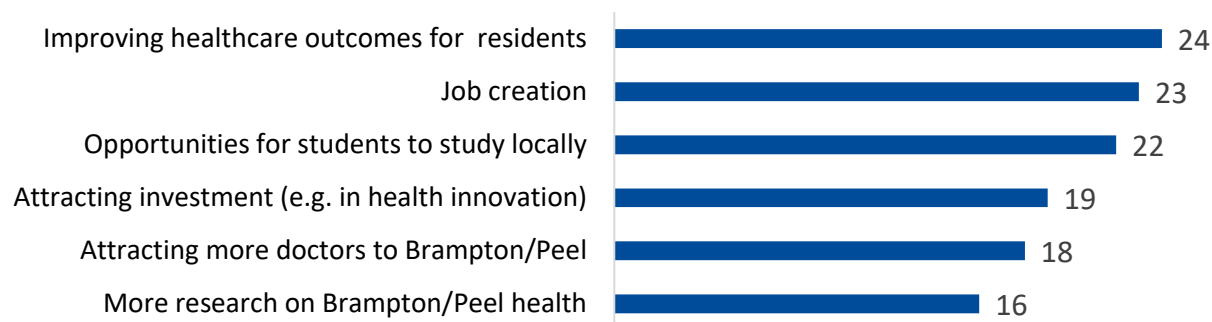 Improving healthcare outcomes for  residents 24
Job creation 23
Opportunities for students to study locally 22
Attracting investment (e.g. in health innovation) 19
Attracting more doctors to Brampton/Peel 18
More research on Brampton/Peel health 16